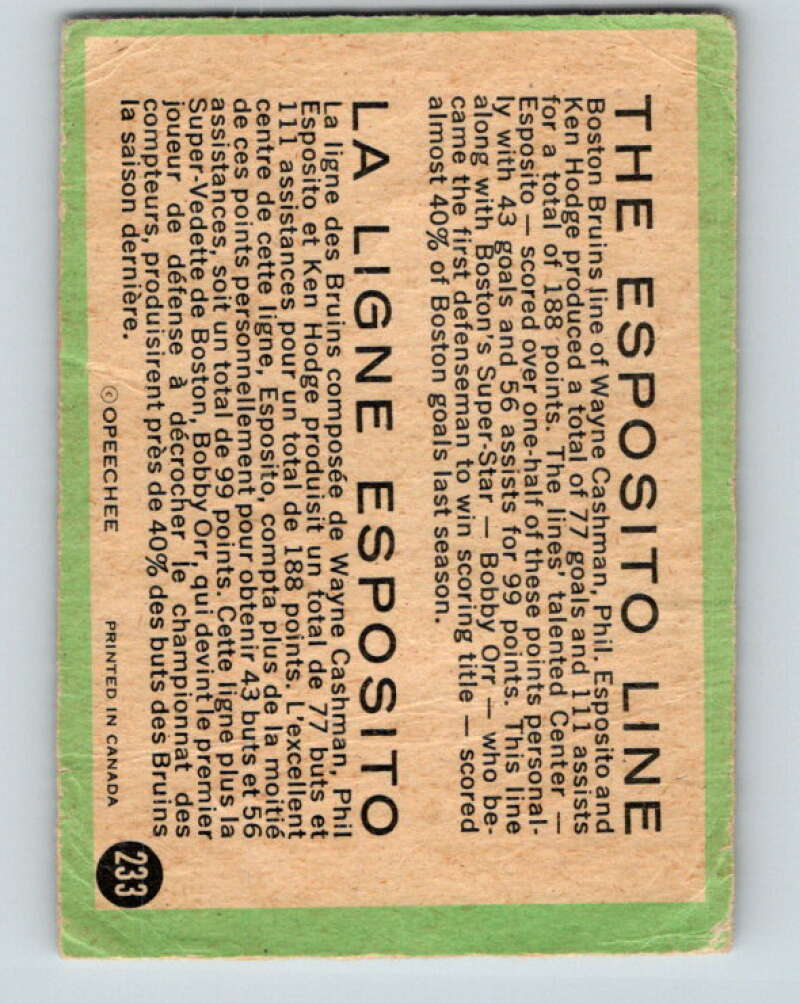 THE ESPOSITO LINE
Boston Bruins line of Wayne Cashman, Phil. Esposito and
Ken Hodge produced a total of 77 goals and 111 assists
for a total of 188 points. The lines' talented Center —
Esposito — scored over one-half of these points personal-
ly with 43 goals and 56 assists for 99 points. This line
along with Boston's Super-Star — Bobby Orr — who be-
came the first defenseman to win scoring title — scored
almost 40% of Boston goals last season.
LA LIGNE ESPOSITO
La ligne des Bruins composée de Wayne Cashman, Phil
Esposito et Ken Hodge produisit un total de 77 buts et
111 assistances pour un total de 188 points. L'excellent
centre de cette ligne, Esposito, compta plus de la moitié
de ces points personnellement pour obtenir 43 buts et 56
assistances, soit un total de 99 points. Cette ligne plus la
Super-Vedette de Boston, Bobby Orr, qui devint le premier
joueur de défense à décrocher le championnat des
compteurs, produisirent près de 40% des buts des Bruins
la saison dernière.
© OPEECHEE PRINTED IN CANADA
233